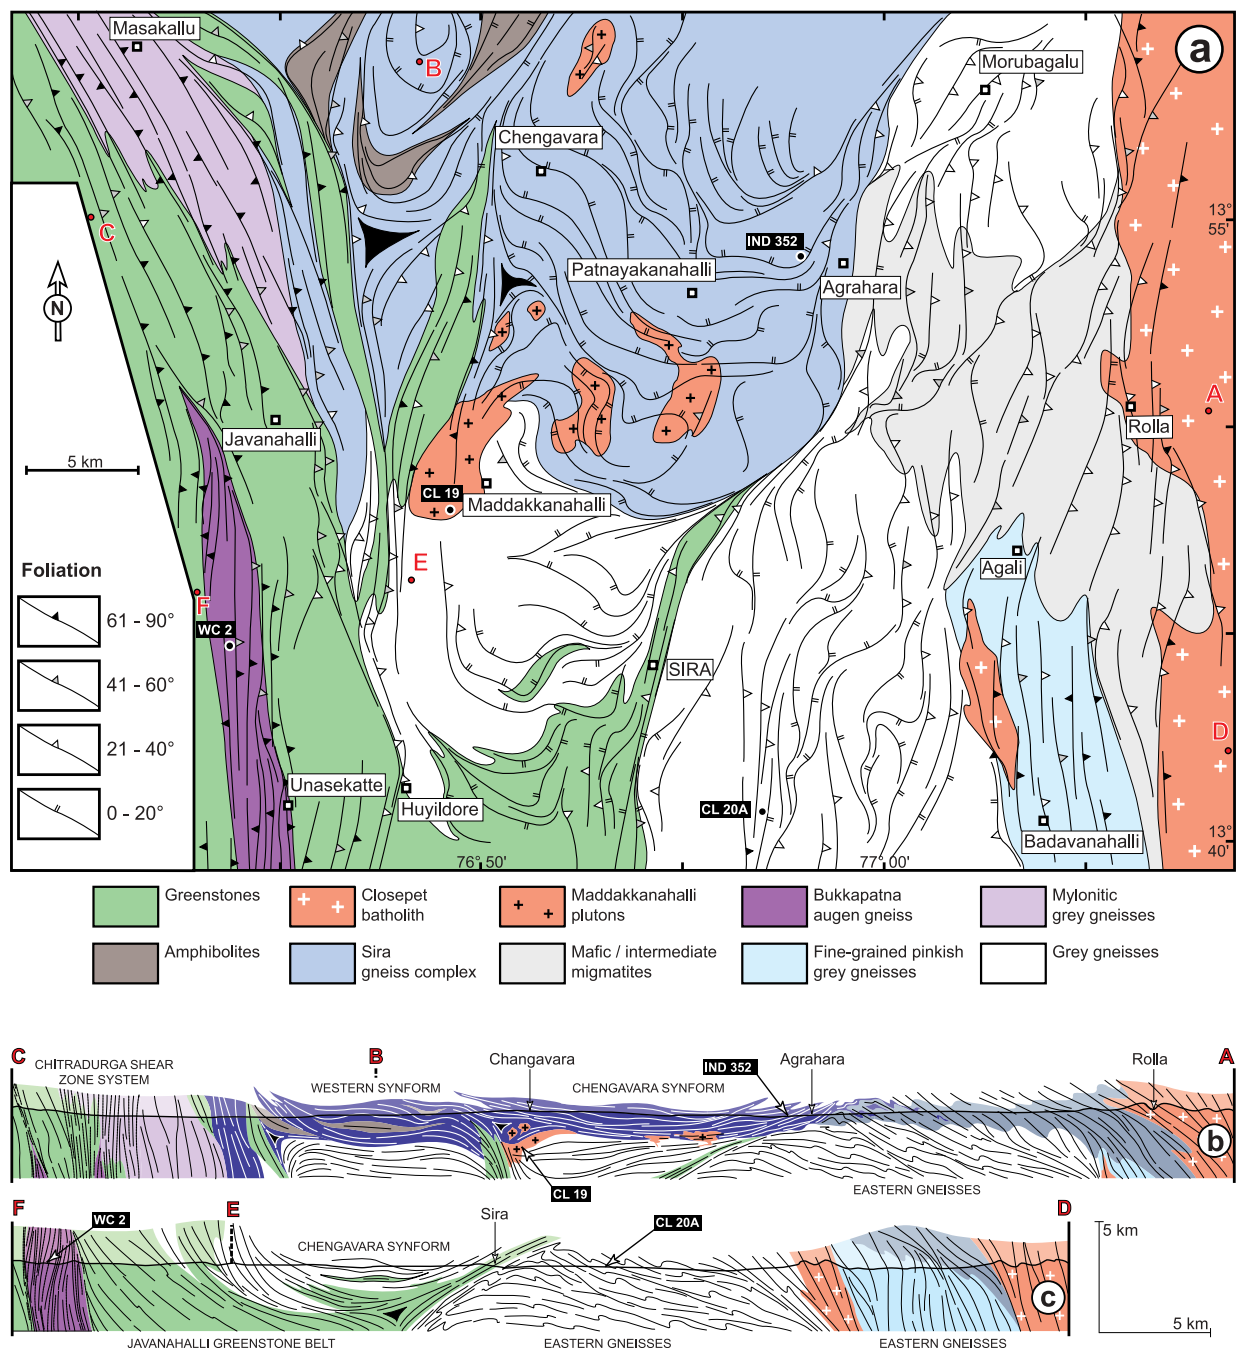 Masakallu
B
Morubagalu
a
Chengavara
C
13°
55'
IND 352
Patnayakanahalli
Agrahara
N
A
Rolla
Javanahalli
5 km
CL 19
Maddakkanahalli
E
Agali
Foliation
61 - 90°
F
WC 2
41 - 60°
SIRA
21 - 40°
D
0 - 20°
Unasekatte
Huyildore
CL 20A
Badavanahalli
13°
40'
76° 50'
77° 00'
Greenstones
Closepet
batholith
Maddakkanahalli
plutons
Bukkapatna
augen gneiss
Mylonitic
grey gneisses
Amphibolites
Sira
gneiss complex
Mafic / intermediate
migmatites
Fine-grained pinkish
grey gneisses
Grey gneisses
C
B
A
CHITRADURGA SHEAR
ZONE SYSTEM
WESTERN SYNFORM
Changavara
CHENGAVARA SYNFORM
IND 352
Agrahara
Rolla
b
CL 19
EASTERN GNEISSES
F
E
D
WC 2
CHENGAVARA SYNFORM
Sira
CL 20A
5 km
c
5 km
JAVANAHALLI GREENSTONE BELT
EASTERN GNEISSES
EASTERN GNEISSES